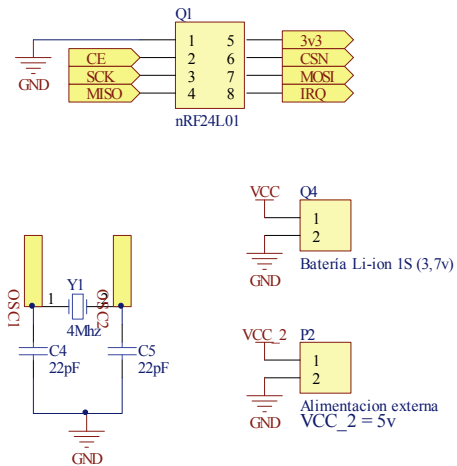 Q1
1 5 3v3
CE 2 6 CSN
SCK 3 7 MOSI
MISO 4 8 IRQ
GND
nRF24L01
VCC Q4
1
2
GND
Batería Li-ion 1S (3,7v)
OSC1
OSC2
Y1
1 2
4Mhz
C4
22pF
C5
22pF
GND
VCC_2 P2
1
2
GND
Alimentacion externa
VCC_2 = 5v